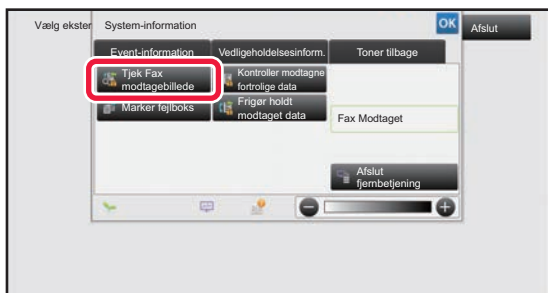 Vælg ekster
System-information
OK
Afslut
Event-information
Vedligeholdelsesinform.
Toner tilbage
Tjek Fax
modtagebillede
Kontroller modtagne
fortrolige data
Marker fejlboks
Frigør holdt
modtaget data
Fax Modtaget
Afslut
fjernbetjening